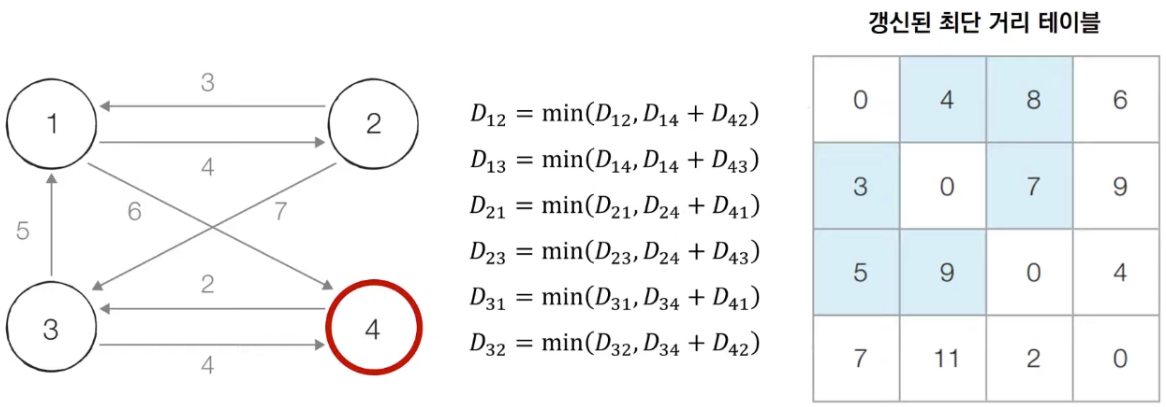 갱신된 최단 거리 테이블
3
1
2
4
6
7
5
2
3
4
4
D₁₂ = min(D₁₂, D₁₄ + D₄₂)
D₁₃ = min(D₁₄, D₁₄ + D₄₃)
D₂₁ = min(D₂₁, D₂₄ + D₄₁)
D₂₃ = min(D₂₃, D₂₄ + D₄₃)
D₃₁ = min(D₃₁, D₃₄ + D₄₁)
D₃₂ = min(D₃₂, D₃₄ + D₄₂)
0 4 8 6
3 0 7 9
5 9 0 4
7 11 2 0